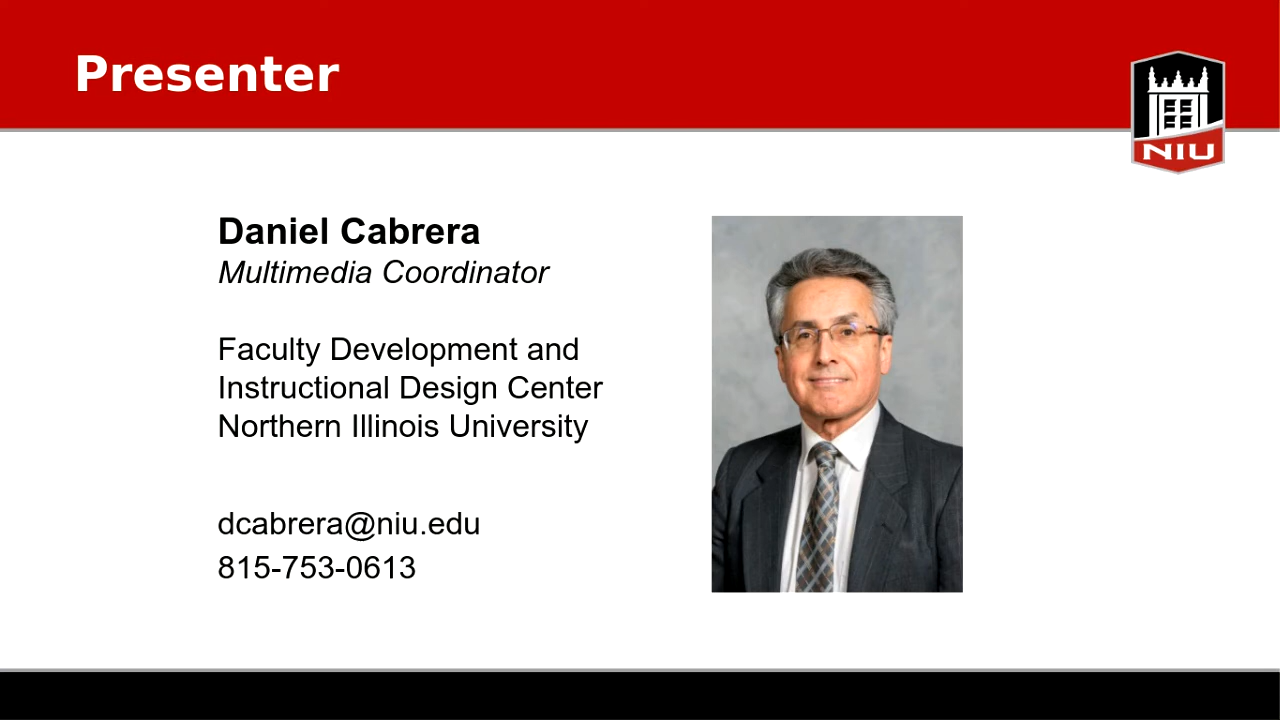 Presenter
NIU
Daniel Cabrera
Multimedia Coordinator
Faculty Development and
Instructional Design Center
Northern Illinois University
dcabrera@niu.edu
815-753-0613